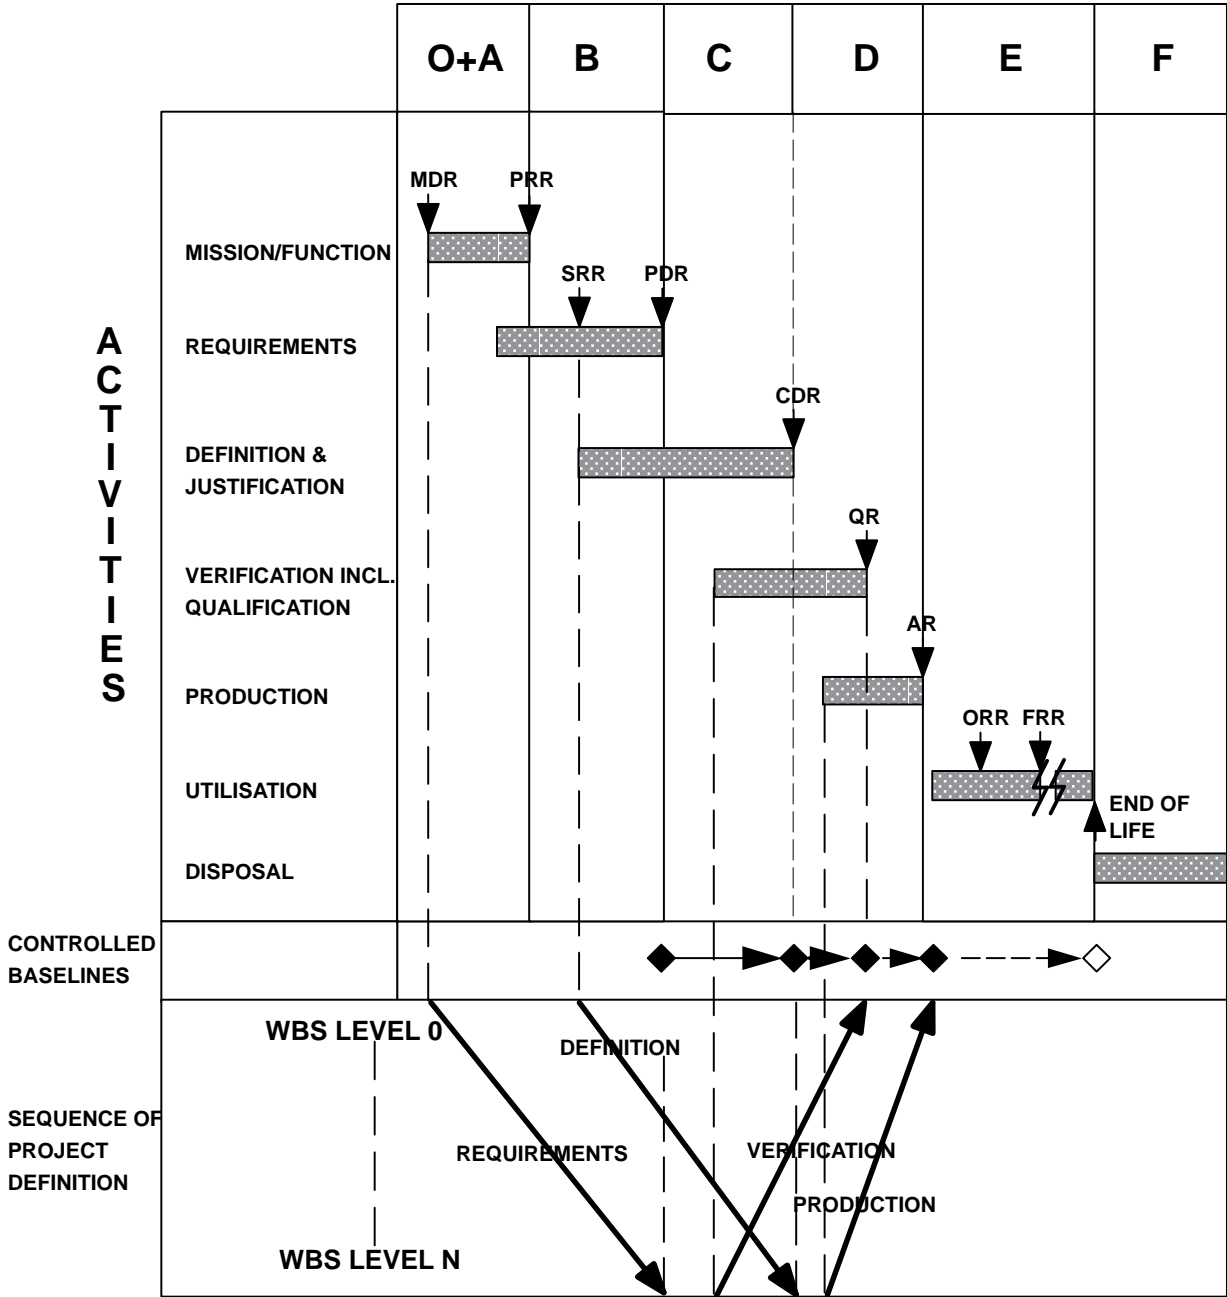 O+A B C D E F
MDR PRR
MISSION/FUNCTION
SRR PDR
REQUIREMENTS
CDR
DEFINITION &
JUSTIFICATION
QR
VERIFICATION INCL.
QUALIFICATION
AR
PRODUCTION
ORR FRR
UTILISATION
END OF
LIFE
DISPOSAL
ACTIVITIES
CONTROLLED
BASELINES
WBS LEVEL 0
DEFINITION
SEQUENCE OF
PROJECT
DEFINITION
REQUIREMENTS
VERIFICATION
PRODUCTION
WBS LEVEL N